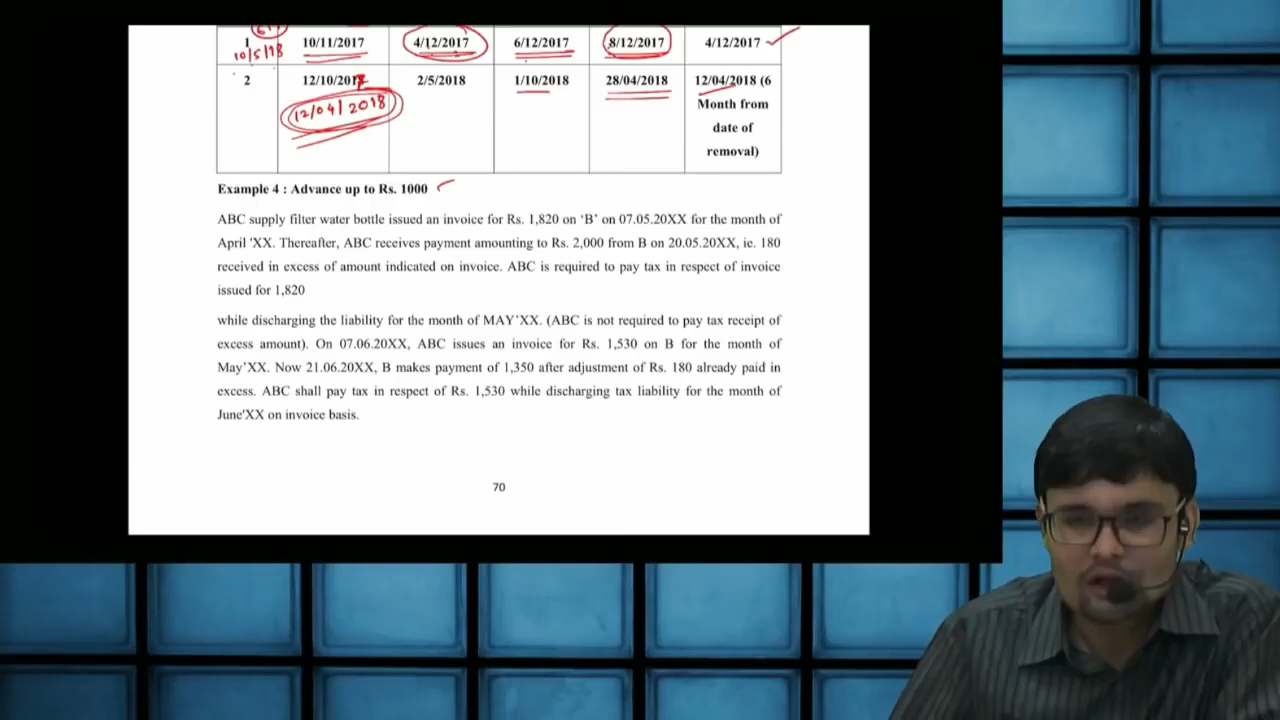 1 10/11/2017 4/12/2017 6/12/2017 8/12/2017 4/12/2017
10/5/18
2 12/10/2017 2/5/2018 1/10/2018 28/04/2018 12/04/2018 (6
12/04/2018
Month from
date of
removal)
Example 4 : Advance up to Rs. 1000
ABC supply filter water bottle issued an invoice for Rs. 1,820 on ‘B’ on 07.05.20XX for the month of
April 'XX. Thereafter, ABC receives payment amounting to Rs. 2,000 from B on 20.05.20XX, ie. 180
received in excess of amount indicated on invoice. ABC is required to pay tax in respect of invoice
issued for 1,820
while discharging the liability for the month of MAY’XX. (ABC is not required to pay tax receipt of
excess amount). On 07.06.20XX, ABC issues an invoice for Rs. 1,530 on B for the month of
May’XX. Now 21.06.20XX, B makes payment of 1,350 after adjustment of Rs. 180 already paid in
excess. ABC shall pay tax in respect of Rs. 1,530 while discharging tax liability for the month of
June'XX on invoice basis.
70